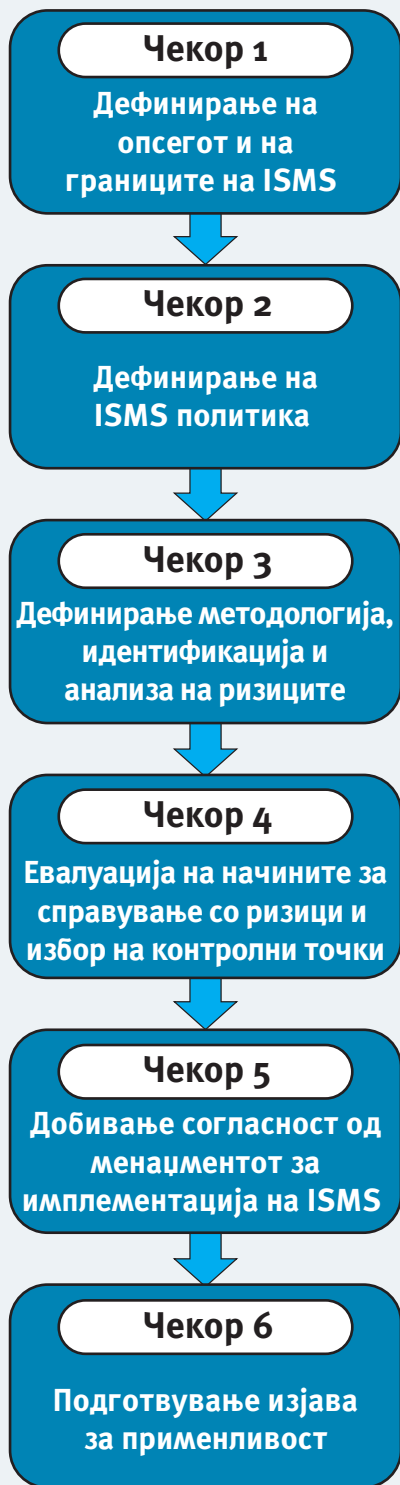 Чекор 1
Дефинирање на
опсегот и на
границите на ISMS
Чекор 2
Дефинирање на
ISMS политика
Чекор 3
Дефинирање методологија,
идентификација и
анализа на ризиците
Чекор 4
Евалуација на начините за
справување со ризици и
избор на контролни точки
Чекор 5
Добивање согласност од
менаџментот за
имплементација на ISMS
Чекор 6
Подготвување изјава
за применливост